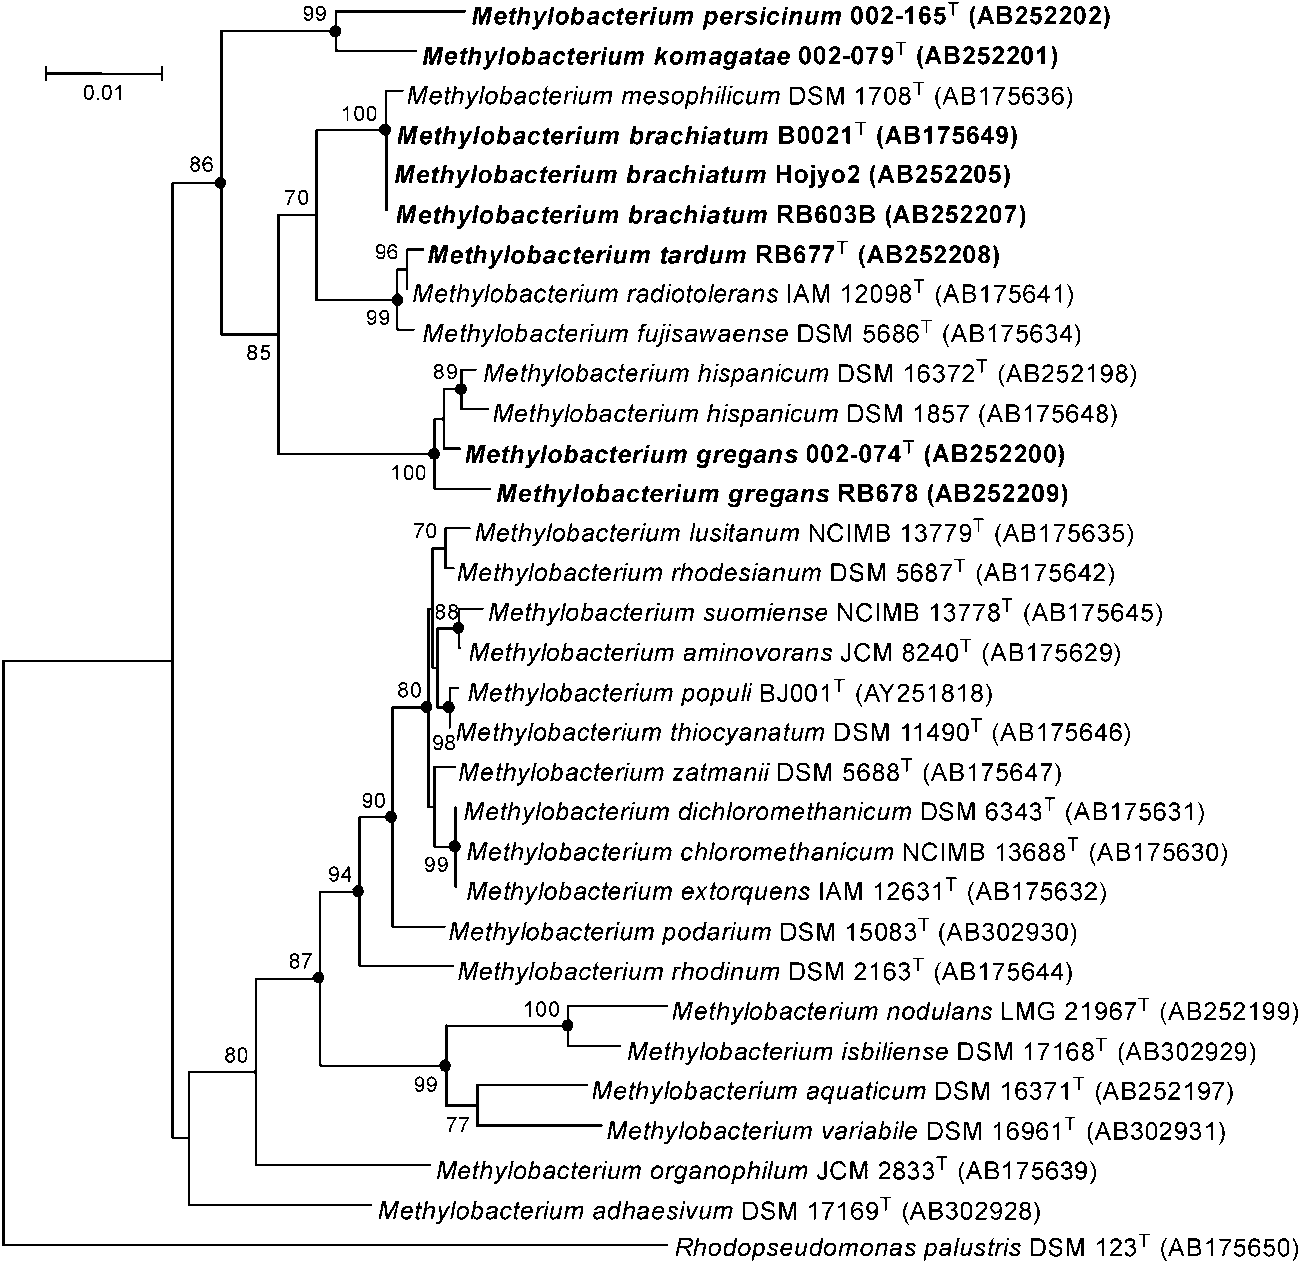 99
Methylobacterium persicinum 002-165T (AB252202)
Methylobacterium komagatae 002-079T (AB252201)
0.01
Methylobacterium mesophilicum DSM 1708T (AB175636)
100
Methylobacterium brachiatum B0021T (AB175649)
86
Methylobacterium brachiatum Hojyo2 (AB252205)
70
Methylobacterium brachiatum RB603B (AB252207)
96
Methylobacterium tardum RB677T (AB252208)
Methylobacterium radiotolerans IAM 12098T (AB175641)
99
Methylobacterium fujisawaense DSM 5686T (AB175634)
85
89
Methylobacterium hispanicum DSM 16372T (AB252198)
Methylobacterium hispanicum DSM 1857 (AB175648)
Methylobacterium gregans 002-074T (AB252200)
100
Methylobacterium gregans RB678 (AB252209)
70
Methylobacterium lusitanum NCIMB 13779T (AB175635)
Methylobacterium rhodesianum DSM 5687T (AB175642)
88
Methylobacterium suomiense NCIMB 13778T (AB175645)
Methylobacterium aminovorans JCM 8240T (AB175629)
80
Methylobacterium populi BJ001T (AY251818)
98
Methylobacterium thiocyanatum DSM 11490T (AB175646)
Methylobacterium zatmanii DSM 5688T (AB175647)
90
Methylobacterium dichloromethanicum DSM 6343T (AB175631)
Methylobacterium chloromethanicum NCIMB 13688T (AB175630)
99
94
Methylobacterium extorquens IAM 12631T (AB175632)
Methylobacterium podarium DSM 15083T (AB302930)
87
Methylobacterium rhodinum DSM 2163T (AB175644)
100
Methylobacterium nodulans LMG 21967T (AB252199)
80
Methylobacterium isbiliense DSM 17168T (AB302929)
99
Methylobacterium aquaticum DSM 16371T (AB252197)
77
Methylobacterium variabile DSM 16961T (AB302931)
Methylobacterium organophilum JCM 2833T (AB175639)
Methylobacterium adhaesivum DSM 17169T (AB302928)
Rhodopseudomonas palustris DSM 123T (AB175650)